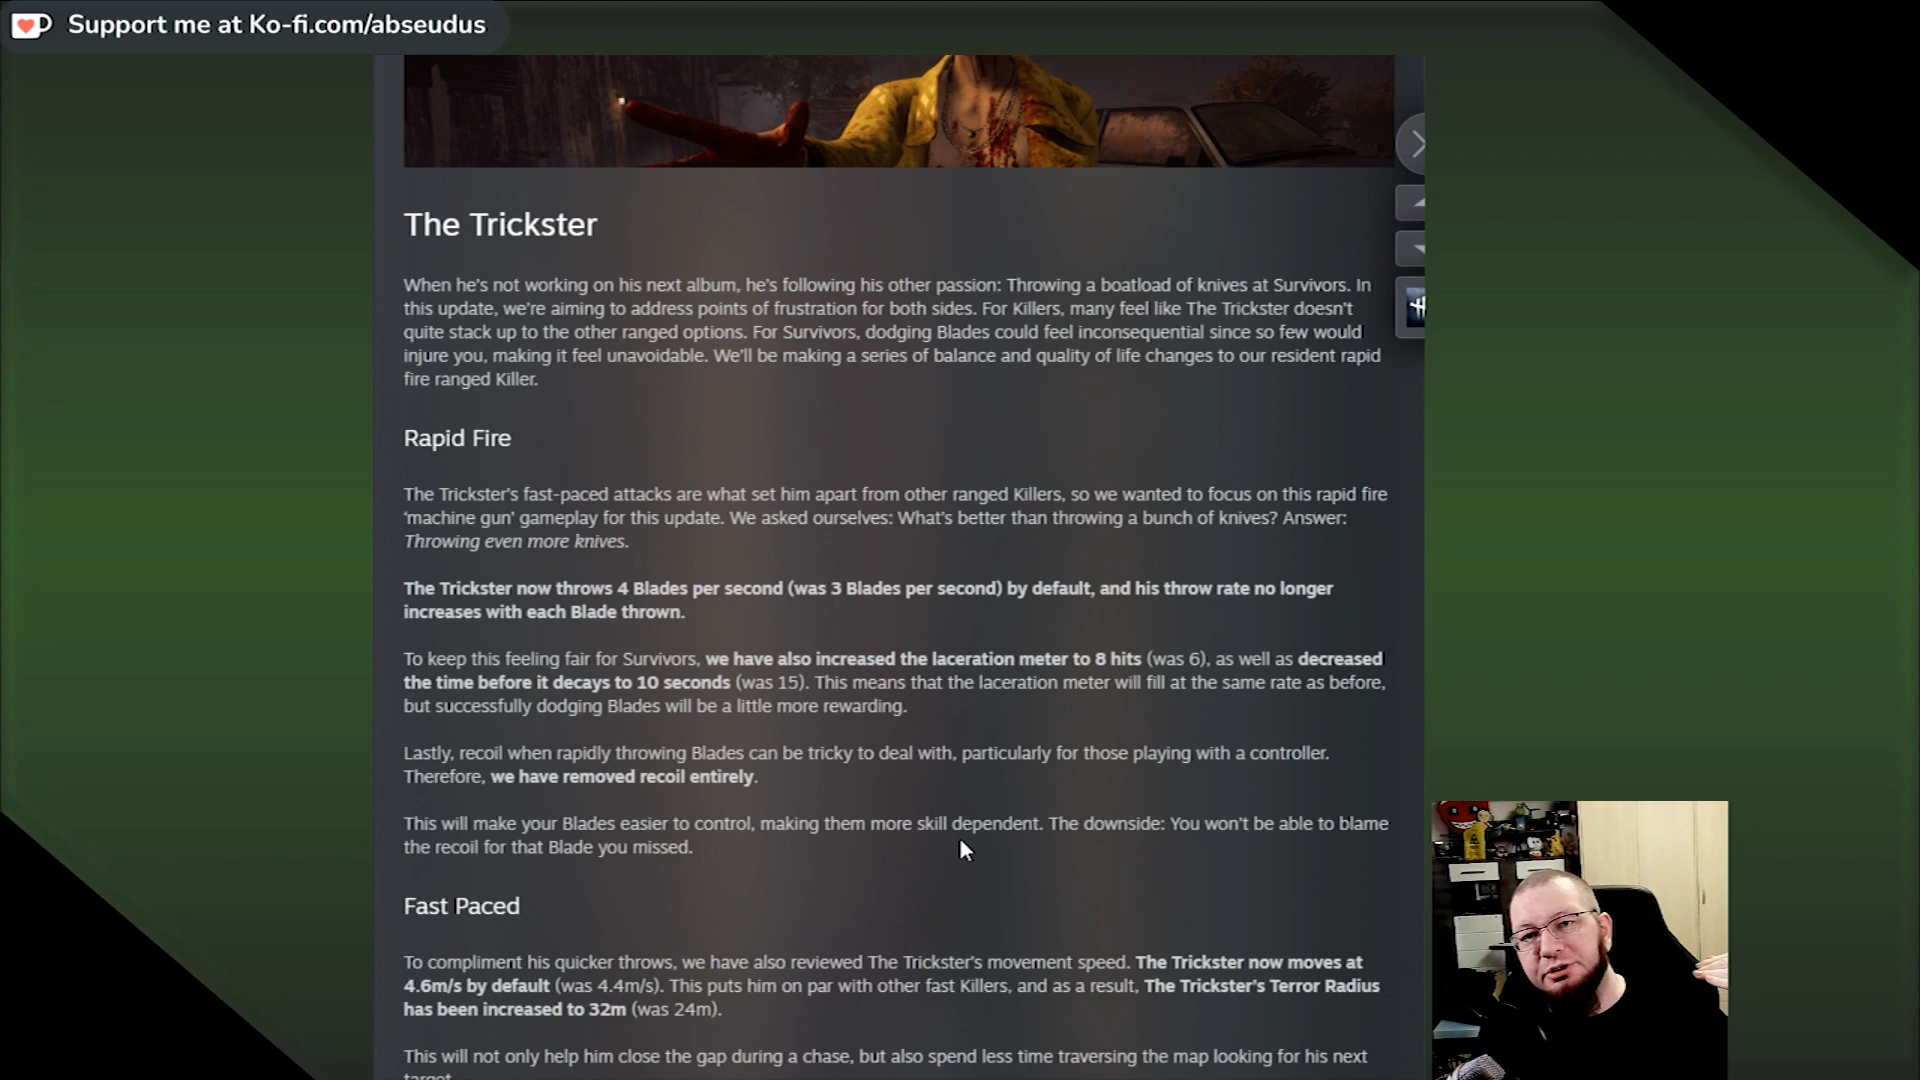 Support me at Ko-fi.com/abseudus
The Trickster
When he's not working on his next album, he's following his other passion: Throwing a boatload of knives at Survivors. In
this update, we're aiming to address points of frustration for both sides. For Killers, many feel like The Trickster doesn't
quite stack up to the other ranged options. For Survivors, dodging Blades could feel inconsequential since so few would
injure you, making it feel unavoidable. We'll be making a series of balance and quality of life changes to our resident rapid
fire ranged Killer.
Rapid Fire
The Trickster's fast-paced attacks are what set him apart from other ranged Killers, so we wanted to focus on this rapid fire
'machine gun' gameplay for this update. We asked ourselves: What's better than throwing a bunch of knives? Answer:
Throwing even more knives.
The Trickster now throws 4 Blades per second (was 3 Blades per second) by default, and his throw rate no longer
increases with each Blade thrown.
To keep this feeling fair for Survivors, we have also increased the laceration meter to 8 hits (was 6), as well as decreased
the time before it decays to 10 seconds (was 15). This means that the laceration meter will fill at the same rate as before,
but successfully dodging Blades will be a little more rewarding.
Lastly, recoil when rapidly throwing Blades can be tricky to deal with, particularly for those playing with a controller.
Therefore, we have removed recoil entirely.
This will make your Blades easier to control, making them more skill dependent. The downside: You won't be able to blame
the recoil for that Blade you missed.
Fast Paced
To compliment his quicker throws, we have also reviewed The Trickster's movement speed. The Trickster now moves at
4.6m/s by default (was 4.4m/s). This puts him on par with other fast Killers, and as a result, The Trickster's Terror Radius
has been increased to 32m (was 24m).
This will not only help him close the gap during a chase, but also spend less time traversing the map looking for his next
target.